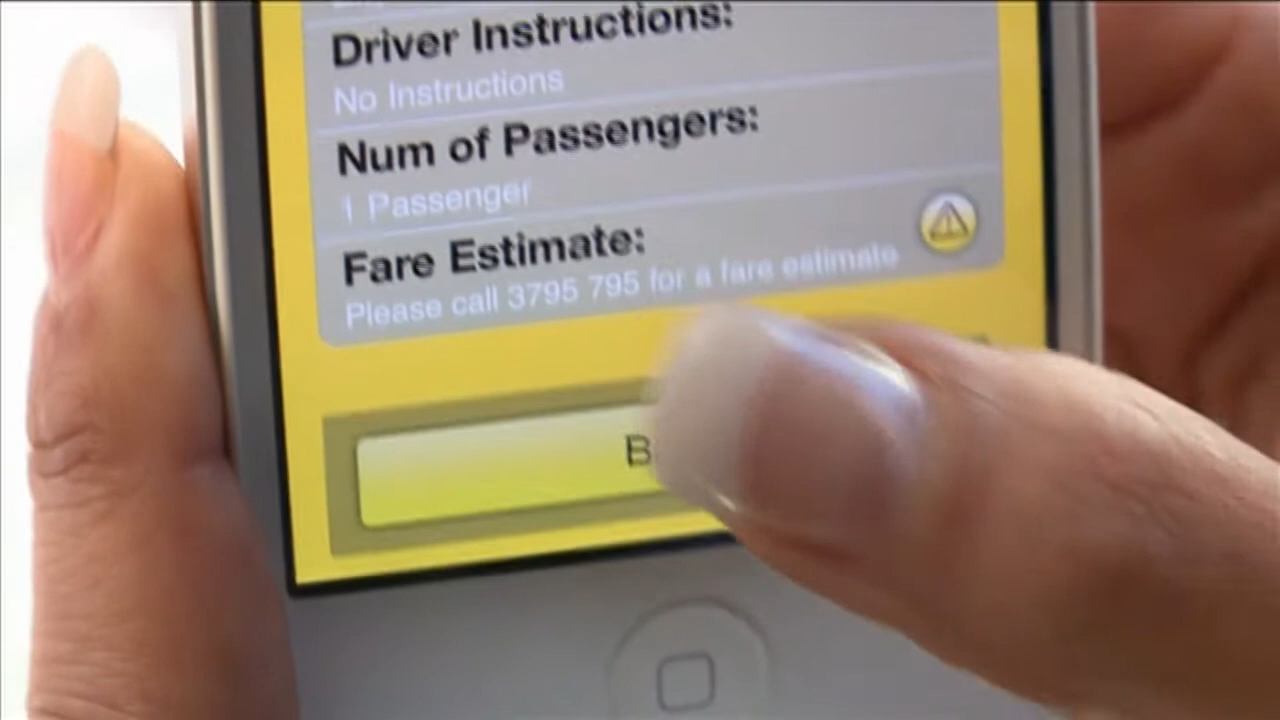 Driver Instructions:
No Instructions
Num of Passengers:
1 Passenger
Fare Estimate:
Please call 3795 795 for a fare estimate
B